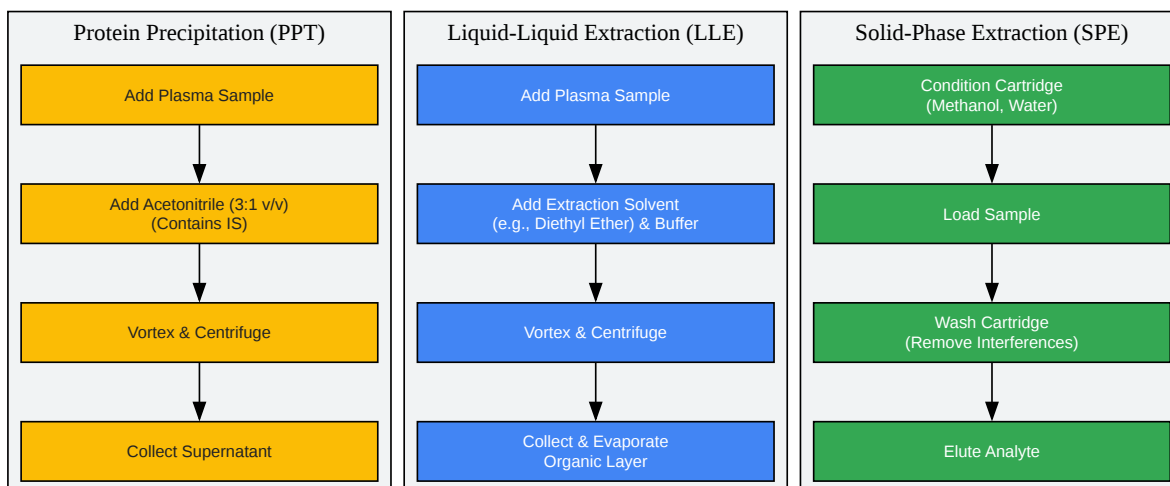 Protein Precipitation (PPT)
Add Plasma Sample
Add Acetonitrile (3:1 v/v)
(Contains IS)
Vortex & Centrifuge
Collect Supernatant
Liquid-Liquid Extraction (LLE)
Add Plasma Sample
Add Extraction Solvent
(e.g., Diethyl Ether) & Buffer
Vortex & Centrifuge
Collect & Evaporate
Organic Layer
Solid-Phase Extraction (SPE)
Condition Cartridge
(Methanol, Water)
Load Sample
Wash Cartridge
(Remove Interferences)
Elute Analyte